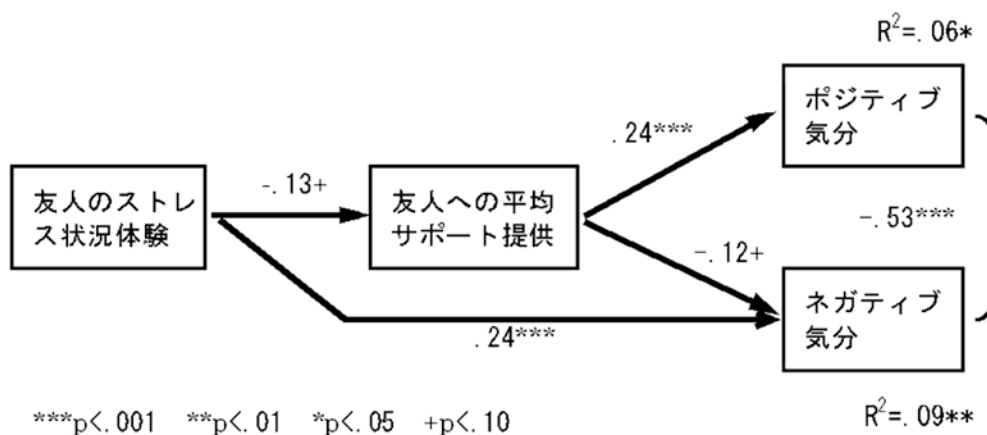 R²=.06*
ポジティブ
気分
.24***
-.13+
友人のストレ
ス状況体験
友人への平均
サポート提供
-.53***
-.12+
ネガティブ
気分
.24***
***p<.001 **p<.01 *p<.05 +p<.10
R²=.09**